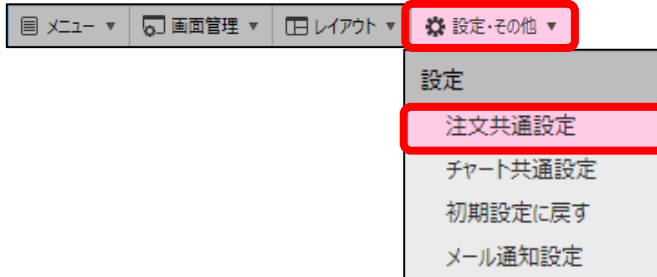 メニュー ▼ 画面管理 ▼ レイアウト ▼ 設定・その他 ▼
設定
注文共通設定
チャート共通設定
初期設定に戻す
メール通知設定